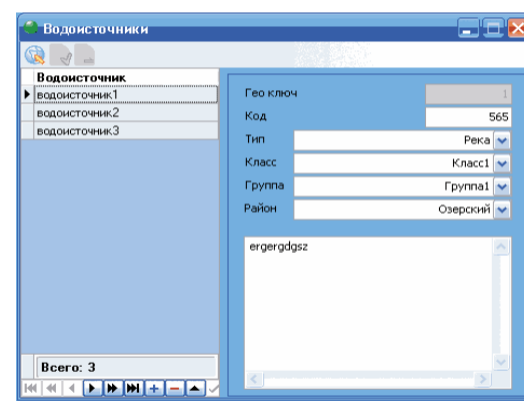 Водоисточники
Водоисточник
водоисточник1
водоисточник2
водоисточник3
Всего: 3
Гео ключ 1
Код 565
Тип Река
Класс Класс1
Группа Группа1
Район Озерский
ergergdgsz